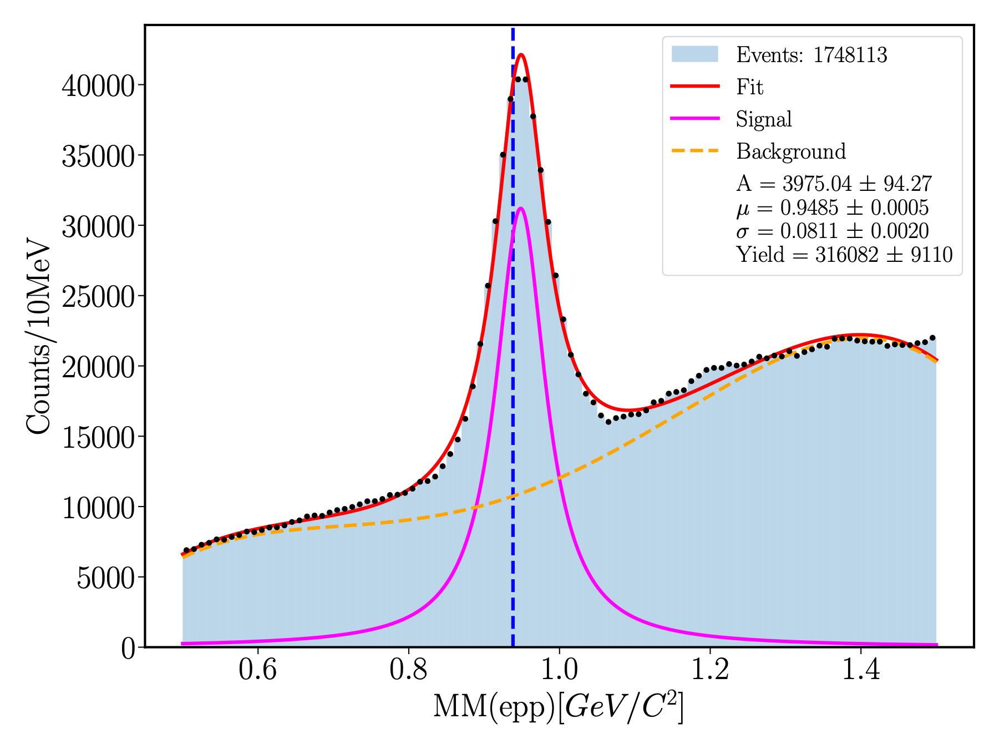 Events: 1748113
Fit
Signal
Background
A = 3975.04 ± 94.27
μ = 0.9485 ± 0.0005
σ = 0.0811 ± 0.0020
Yield = 316082 ± 9110
40000
35000
30000
25000
20000
15000
10000
5000
0
Counts/10MeV
0.6 0.8 1.0 1.2 1.4
MM(epp)[GeV/C²]